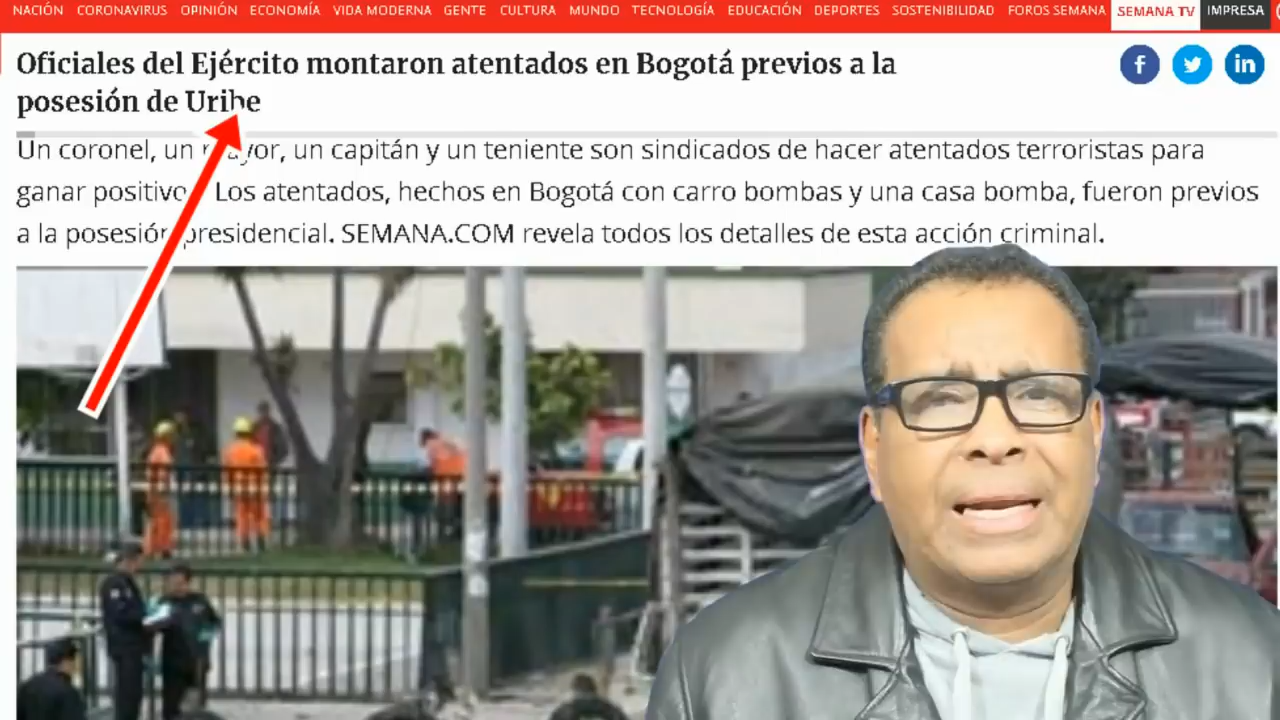 NACIÓN CORONAVIRUS OPINIÓN ECONOMÍA VIDA MODERNA GENTE CULTURA MUNDO TECNOLOGÍA EDUCACIÓN DEPORTES SOSTENIBILIDAD FOROS SEMANA SEMANA TV IMPRESA
Oficiales del Ejército montaron atentados en Bogotá previos a la
posesión de Uribe
Un coronel, un mayor, un capitán y un teniente son sindicados de hacer atentados terroristas para
ganar positivo Los atentados, hechos en Bogotá con carro bombas y una casa bomba, fueron previos
a la posesión presidencial. SEMANA.COM revela todos los detalles de esta acción criminal.